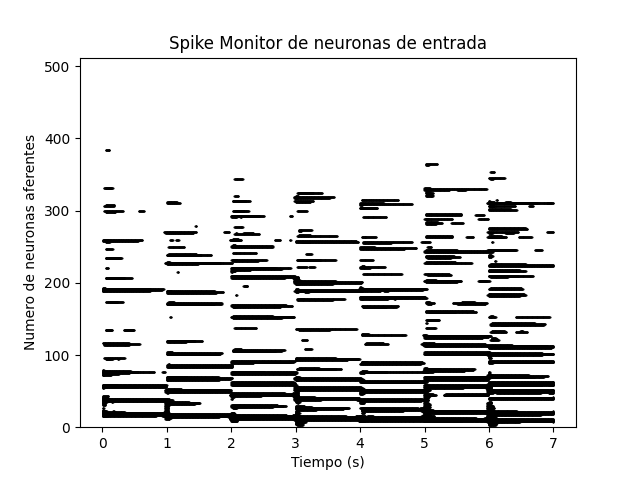 Spike Monitor de neuronas de entrada
500
400
300
200
100
0
Numero de neuronas aferentes
0 1 2 3 4 5 6 7
Tiempo (s)